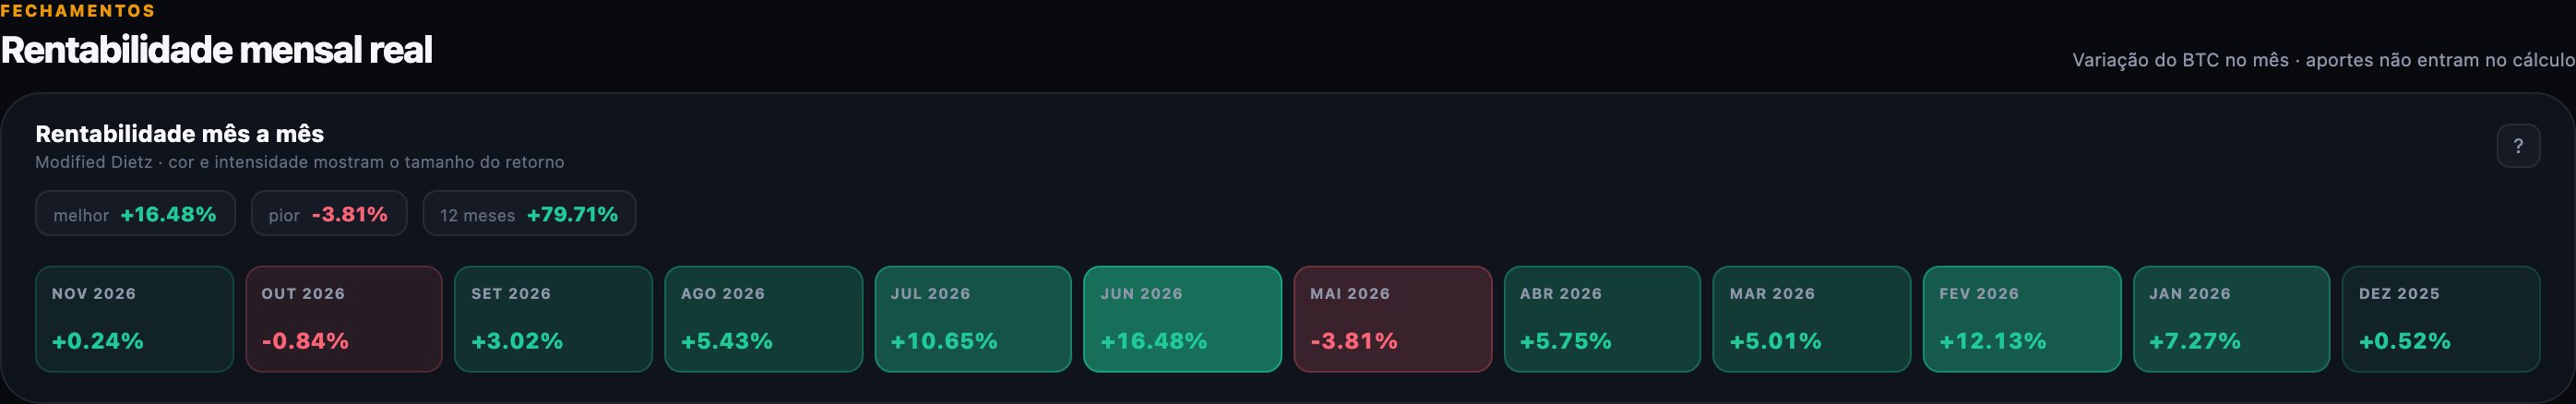 FECHAMENTOS
Rentabilidade mensal real
Variação do BTC no mês · aportes não entram no cálculo
Rentabilidade mês a mês
?
Modified Dietz · cor e intensidade mostram o tamanho do retorno
melhor +16.48% pior -3.81% 12 meses +79.71%
NOV 2026 OUT 2026 SET 2026 AGO 2026 JUL 2026 JUN 2026 MAI 2026 ABR 2026 MAR 2026 FEV 2026 JAN 2026 DEZ 2025
+0.24% -0.84% +3.02% +5.43% +10.65% +16.48% -3.81% +5.75% +5.01% +12.13% +7.27% +0.52%